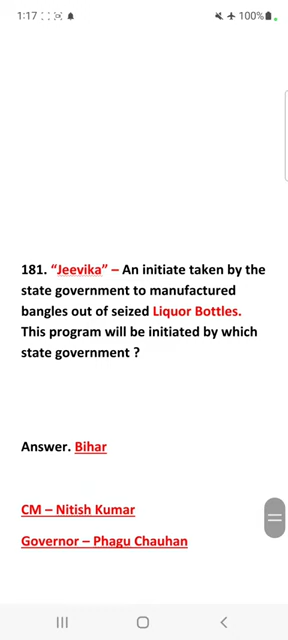 1:17
100%
181. “Jeevika” – An initiate taken by the
state government to manufactured
bangles out of seized Liquor Bottles.
This program will be initiated by which
state government ?
Answer. Bihar
CM – Nitish Kumar
Governor – Phagu Chauhan